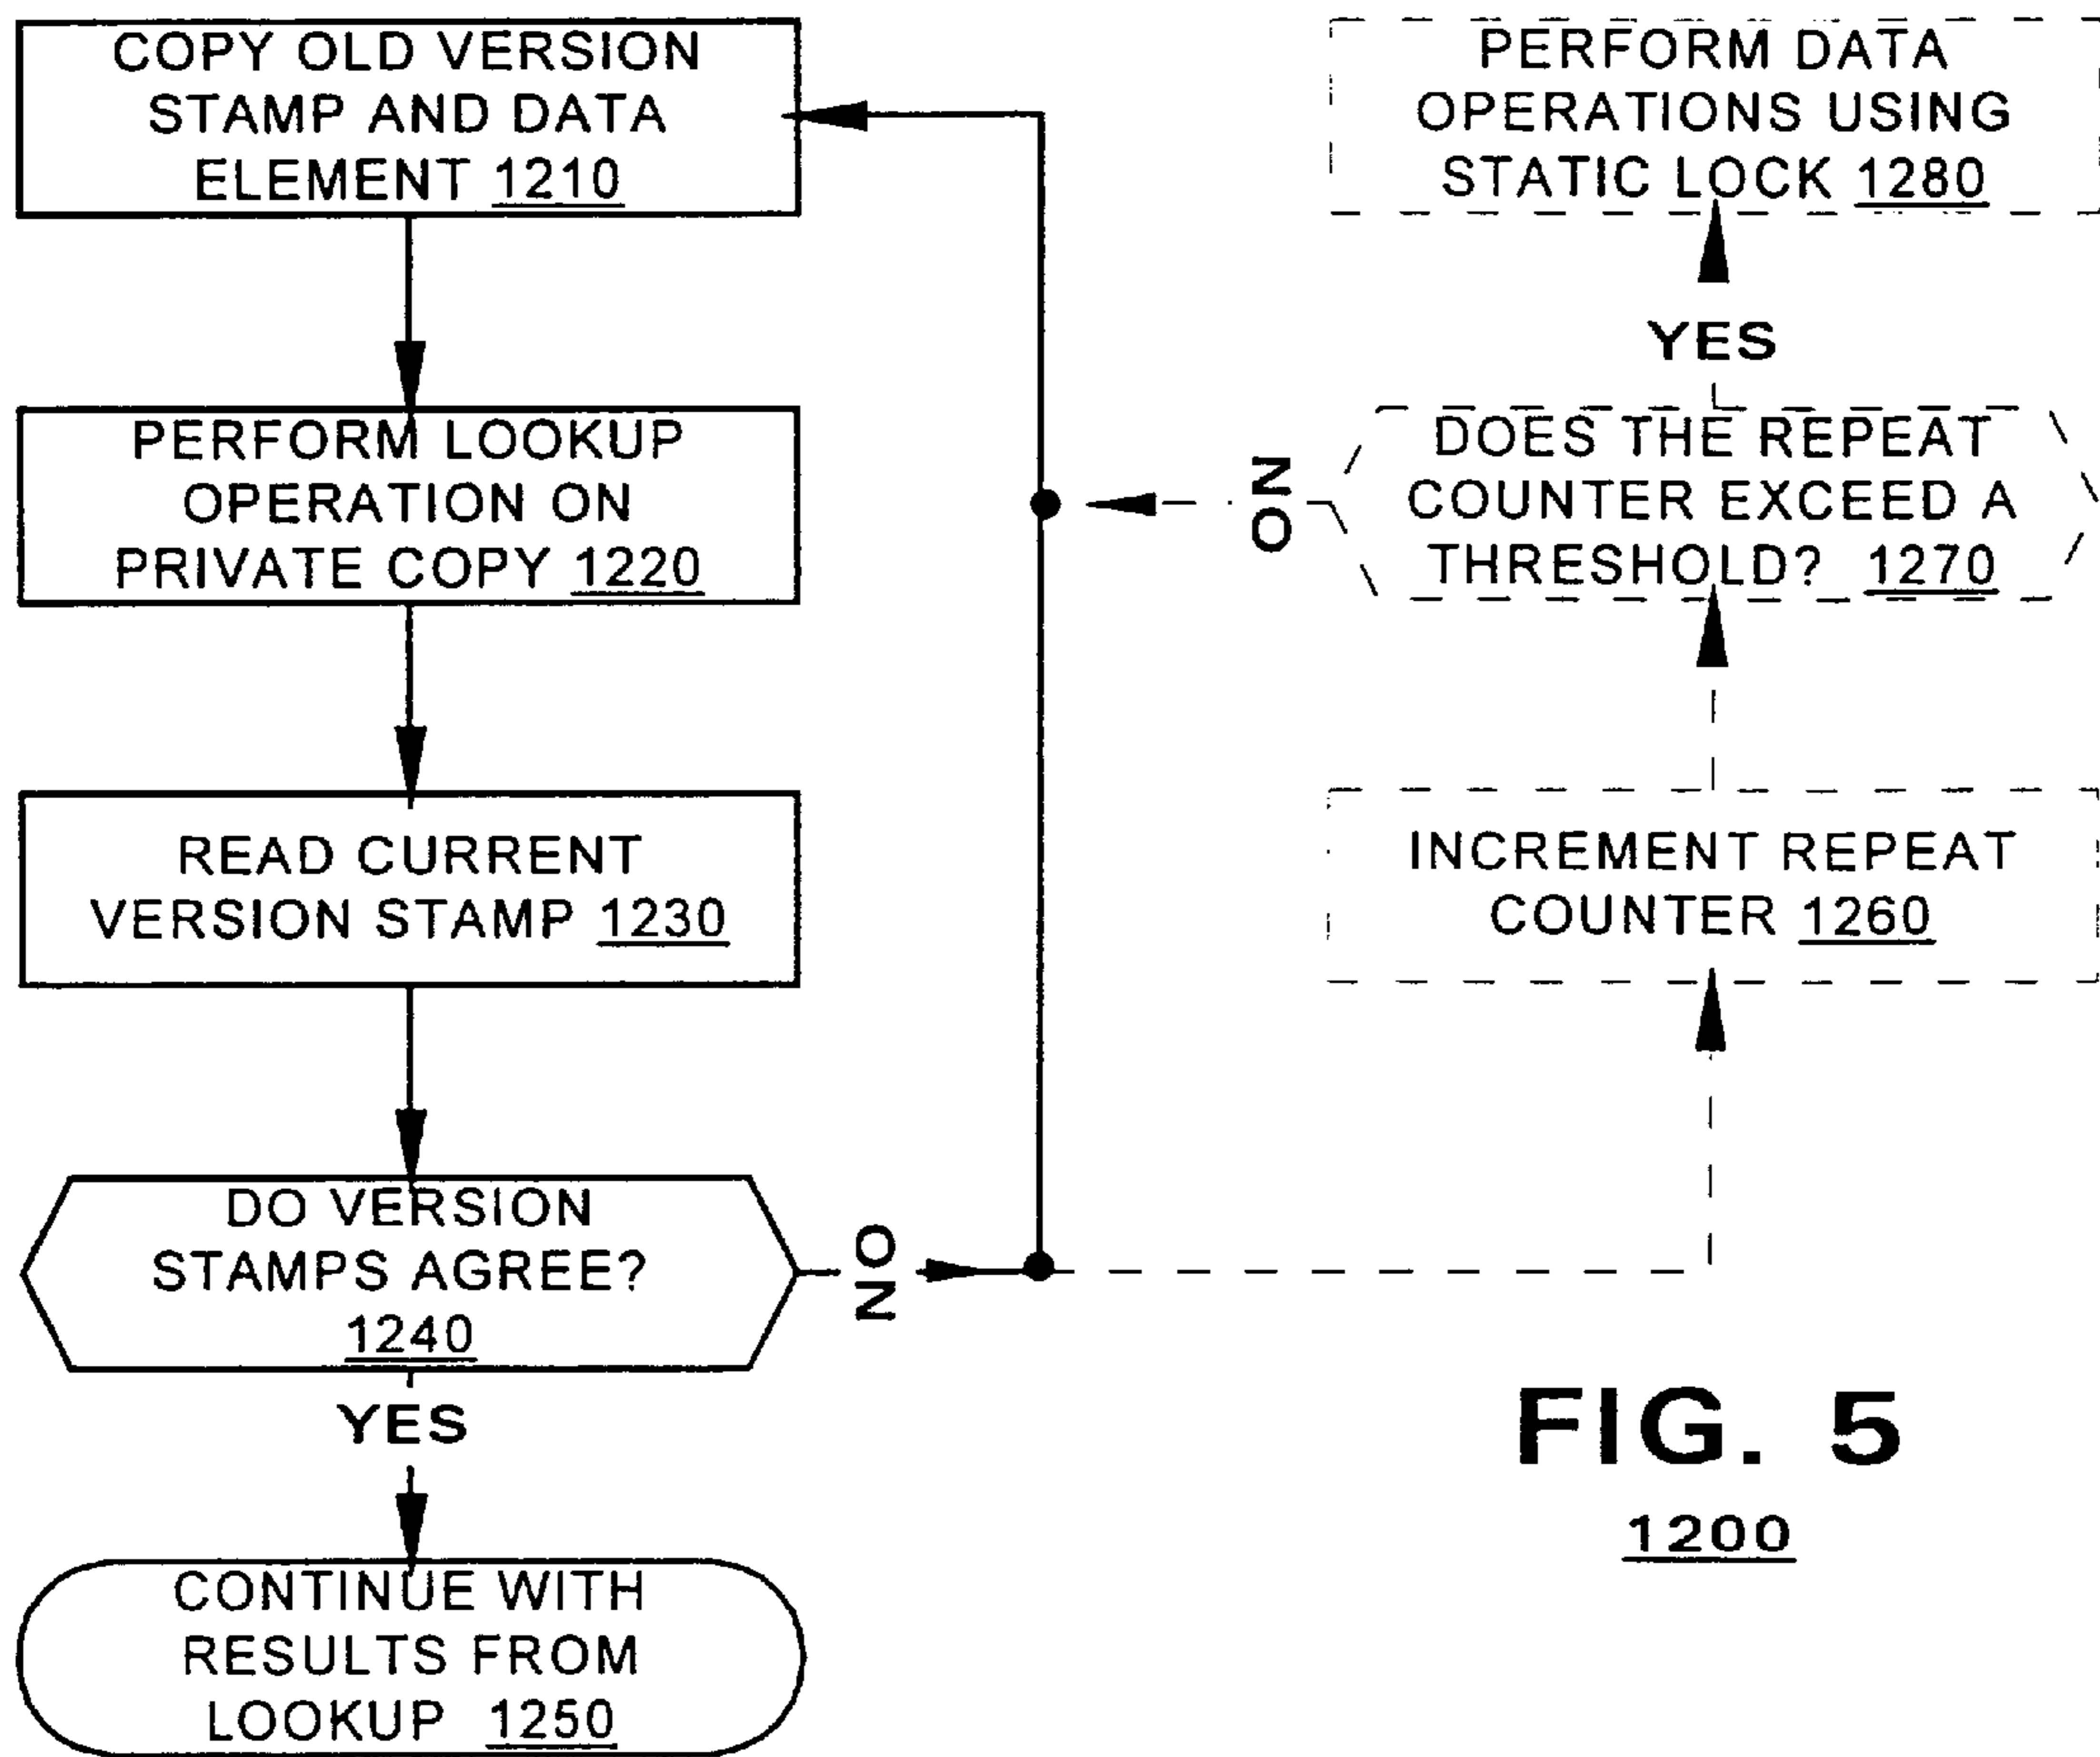 COPY OLD VERSION
STAMP AND DATA
ELEMENT 1210
PERFORM LOOKUP
OPERATION ON
PRIVATE COPY 1220
READ CURRENT
VERSION STAMP 1230
DO VERSION
STAMPS AGREE?
1240
NO
YES
CONTINUE WITH
RESULTS FROM
LOOKUP 1250
PERFORM DATA
OPERATIONS USING
STATIC LOCK 1280
YES
DOES THE REPEAT
COUNTER EXCEED A
THRESHOLD? 1270
NO
INCREMENT REPEAT
COUNTER 1260
FIG. 5
1200